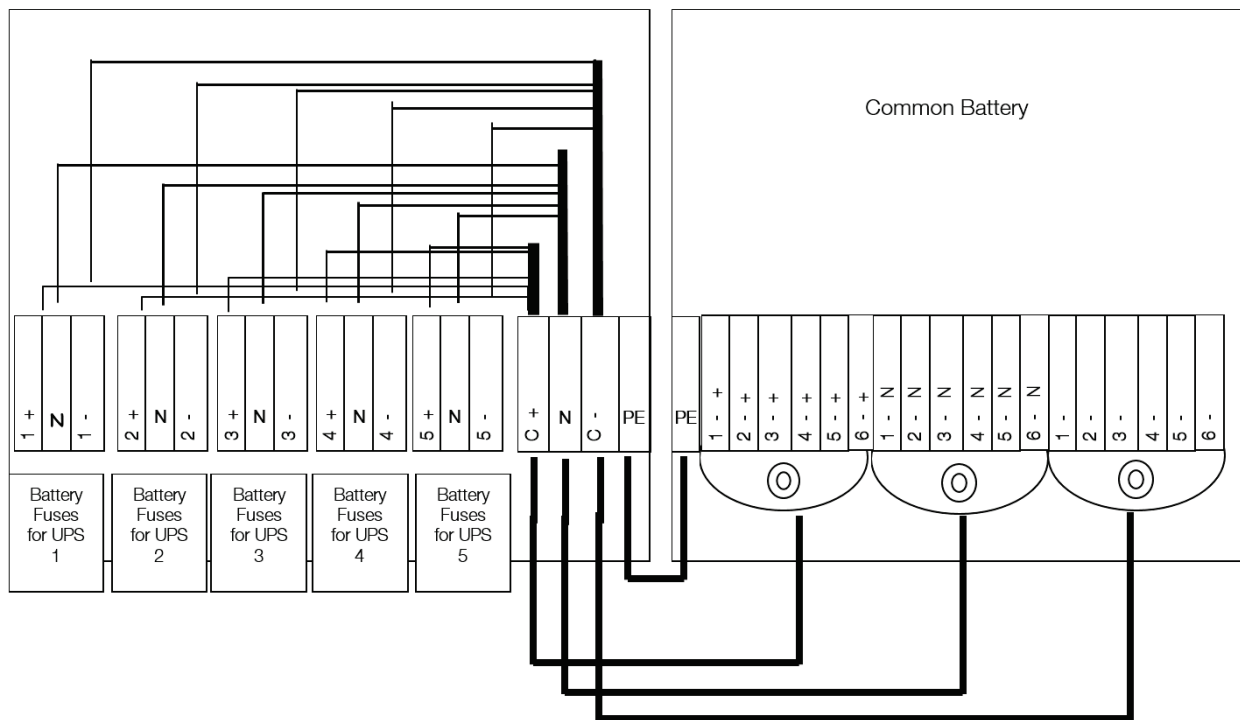 Common Battery
1 +
N
1 -
2 +
N
2 -
3 +
N
3 -
4 +
N
4 -
5 +
N
5 -
C +
N
C -
PE
PE
1 - +
2 - +
3 - +
4 - +
5 - +
6 - +
1 - N
2 - N
3 - N
4 - N
5 - N
6 - N
1 -
2 -
3 -
4 -
5 -
6 -
Battery
Fuses
for UPS
1
Battery
Fuses
for UPS
2
Battery
Fuses
for UPS
3
Battery
Fuses
for UPS
4
Battery
Fuses
for UPS
5